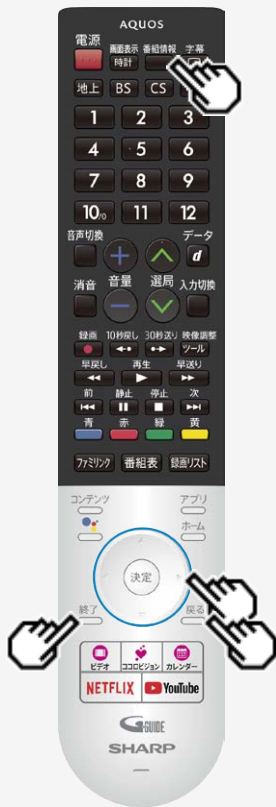 AQUOS
電源 画面表示 番組情報 字幕
時計
地上 BS CS
1 2 3
4 5 6
7 8 9
10/0 11 12
音声切換 データ
d
消音 音量 選局 入力切換
録画 10秒戻し 30秒送り 映像調整
ツール
早戻し 再生 早送り
前 静止 停止 次
青 赤 緑 黄
ファミリンク 番組表 録画リスト
コンテンツ アプリ
ホーム
決定
終了 戻る
ビデオ ココロビジョン カレンダー
NETFLIX YouTube
G-GUIDE
SHARP